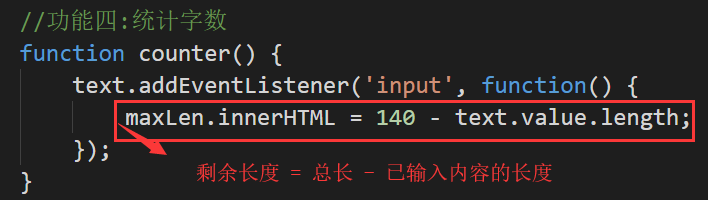 //功能四:统计字数
function counter() {
text.addEventListener('input', function() {
maxLen.innerHTML = 140 - text.value.length;
});
剩余长度 = 总长 - 已输入内容的长度
}